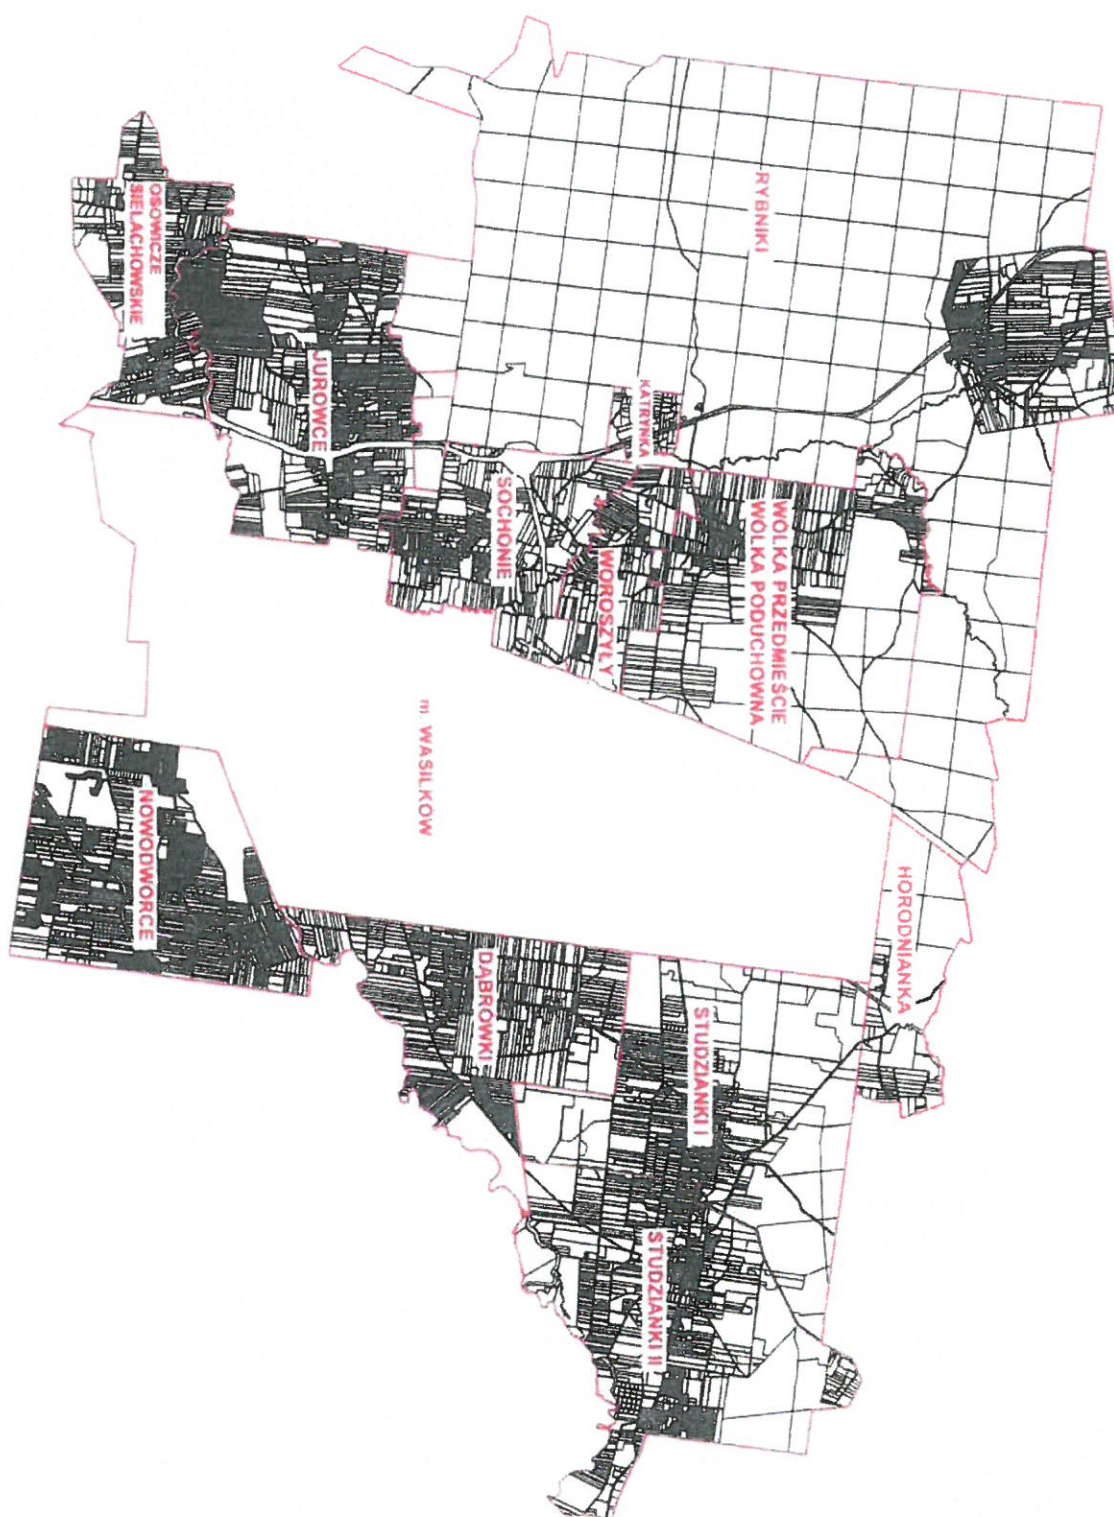 HORODNIANKA
RYBNIKI
WÓLKA PRZEDMIEŚCIE
WÓLKA PODUCHOWNA
STUDZIANKI I
STUDZIANKI II
KATRYNKA
WOROSZYŁY
SOCHONIE
DĄBRÓWKI
m. WASILKÓW
JUROWCE
OSOWICZE
SIELACHOWSKIE
NOWODWORCE